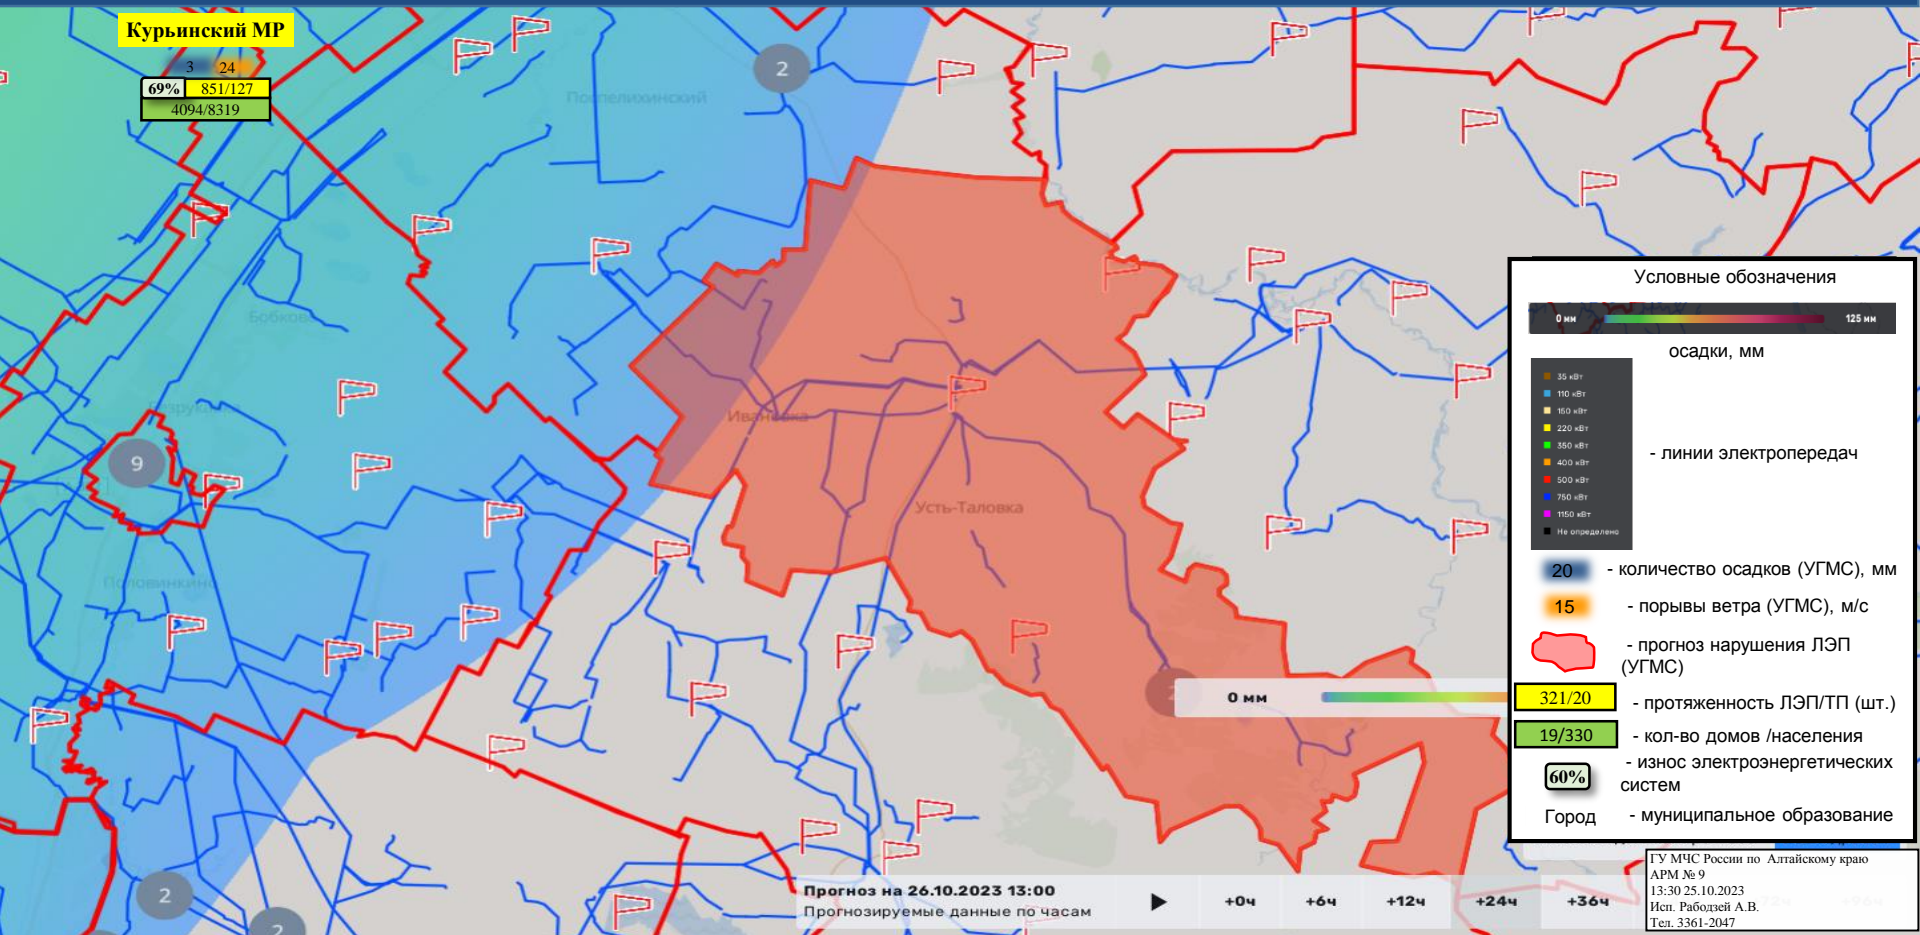 Курьинский МР
3 24
69% 851/127
4094/8319
2
Поспелихинский
Бобково
9
Половинкино
Ивановка
Усть-Таловка
2
2
2
0 мм
Условные обозначения
0 мм
125 мм
осадки, мм
35 кВт
110 кВт
150 кВт
220 кВт
350 кВт
400 кВт
500 кВт
750 кВт
1150 кВт
Не определено
- линии электропередач
20 - количество осадков (УГМС), мм
15 - порывы ветра (УГМС), м/с
- прогноз нарушения ЛЭП
(УГМС)
321/20 - протяженность ЛЭП/ТП (шт.)
19/330 - кол-во домов /населения
60% - износ электроэнергетических
систем
Город - муниципальное образование
Прогноз на 26.10.2023 13:00
Прогнозируемые данные по часам
+0ч +6ч +12ч +24ч +36ч
ГУ МЧС России по Алтайскому краю
АРМ № 9
13:30 25.10.2023
Исп. Рабодзей А.В.
Тел. 3361-2047